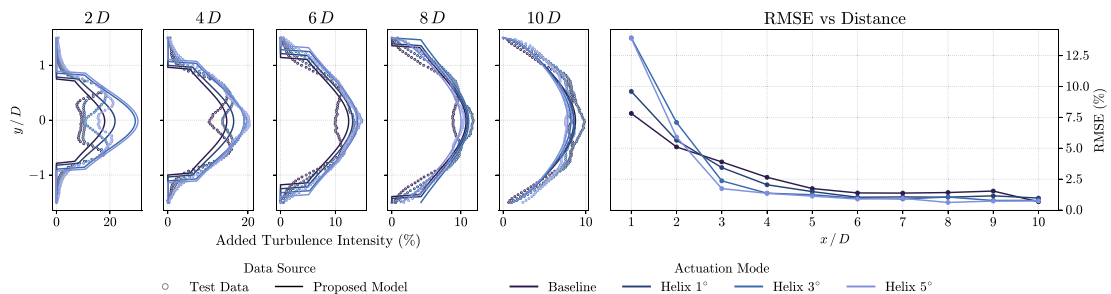 2 D
4 D
6 D
8 D
10 D
RMSE vs Distance
y / D
1
0
−1
0
20
0
20
0
10
0
10
0
10
Added Turbulence Intensity (%)
12.5
10.0
7.5
5.0
2.5
0.0
RMSE (%)
1
2
3
4
5
6
7
8
9
10
x / D
Data Source
Test Data
Proposed Model
Actuation Mode
Baseline
Helix 1°
Helix 3°
Helix 5°